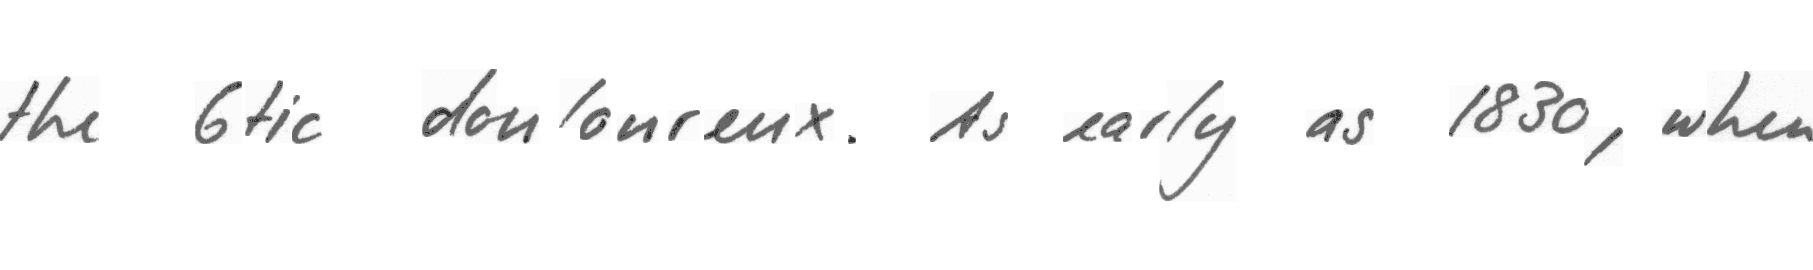 the 6tic douloureux. As early as 1830, when